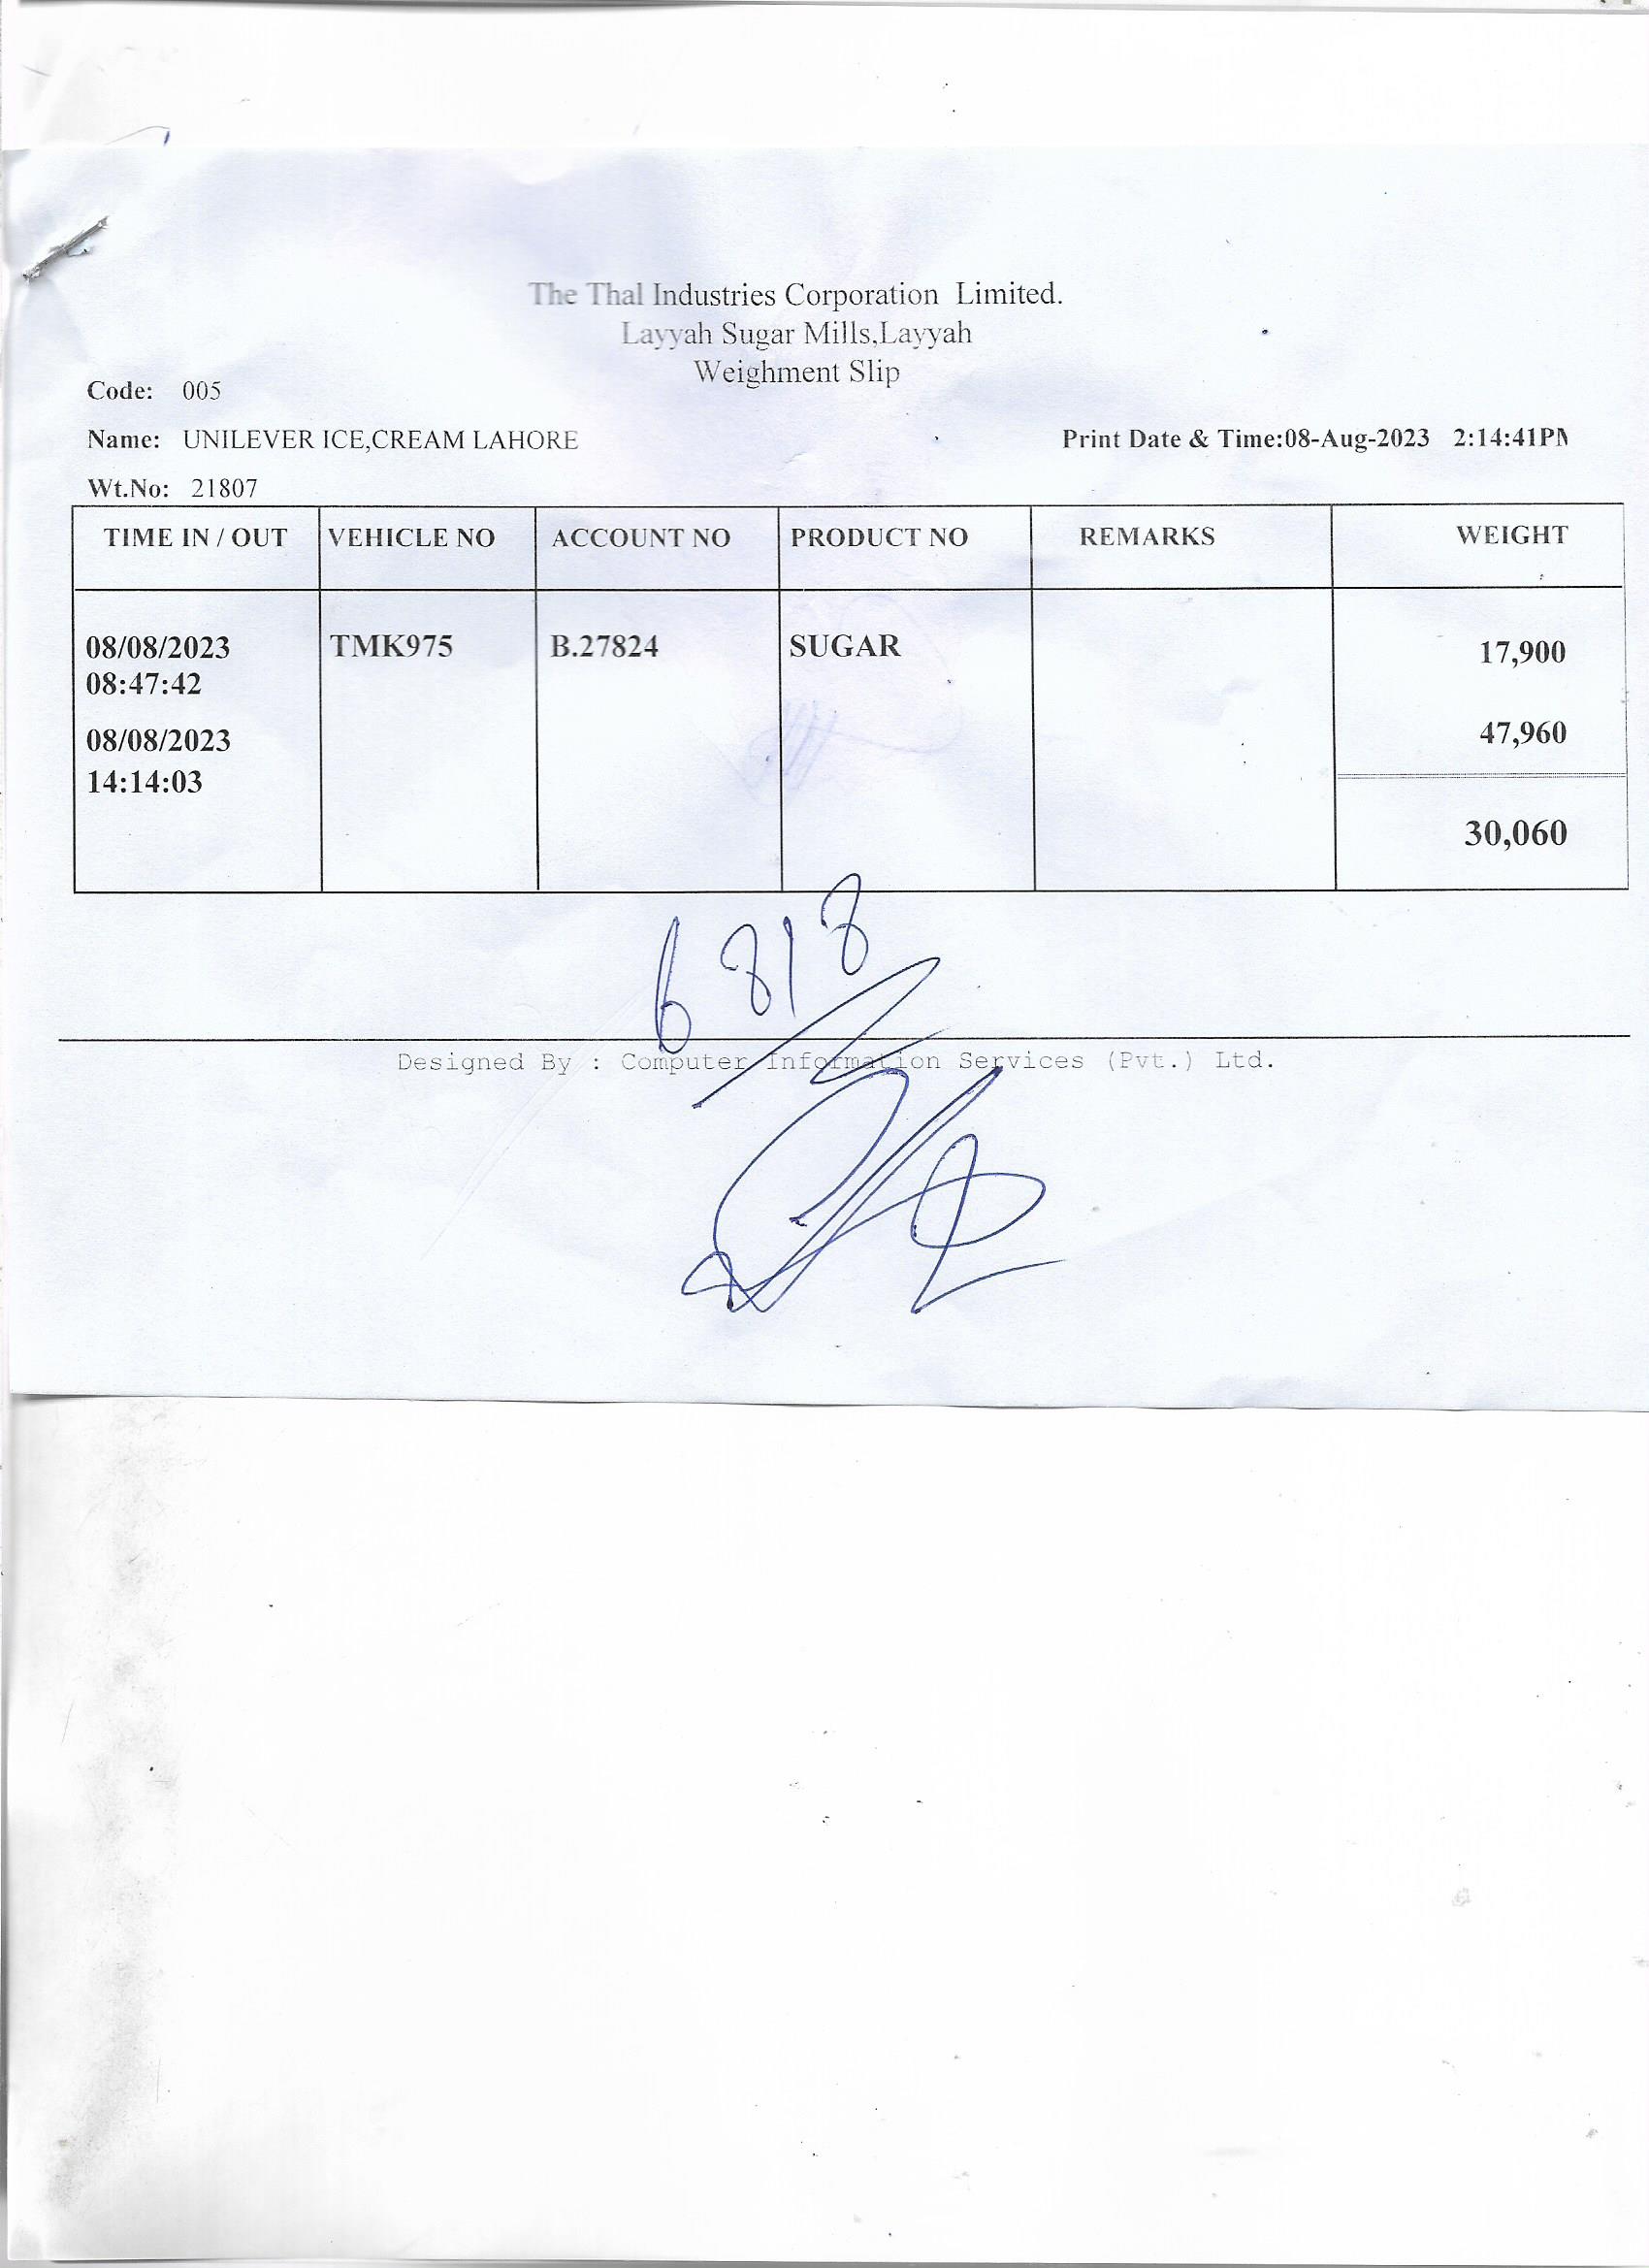 The Thal Industries Corporation Limited.
Layyah Sugar Mills,Layyah
Weighment Slip
Code: 005
Name: UNILEVER ICE,CREAM LAHORE
Print Date & Time:08-Aug-2023 2:14:41PM
Wt.No: 21807
TIME IN / OUT VEHICLE NO ACCOUNT NO PRODUCT NO REMARKS WEIGHT
08/08/2023 TMK975 B.27824 SUGAR 17,900
08:47:42
08/08/2023 47,960
14:14:03
30,060
6818
Designed By : Computer Information Services (Pvt.) Ltd.